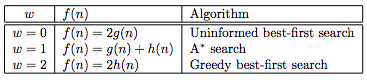 w f(n) Algorithm
w = 0 f(n) = 2g(n) Uninformed best-first search
w = 1 f(n) = g(n) + h(n) A* search
w = 2 f(n) = 2h(n) Greedy best-first search